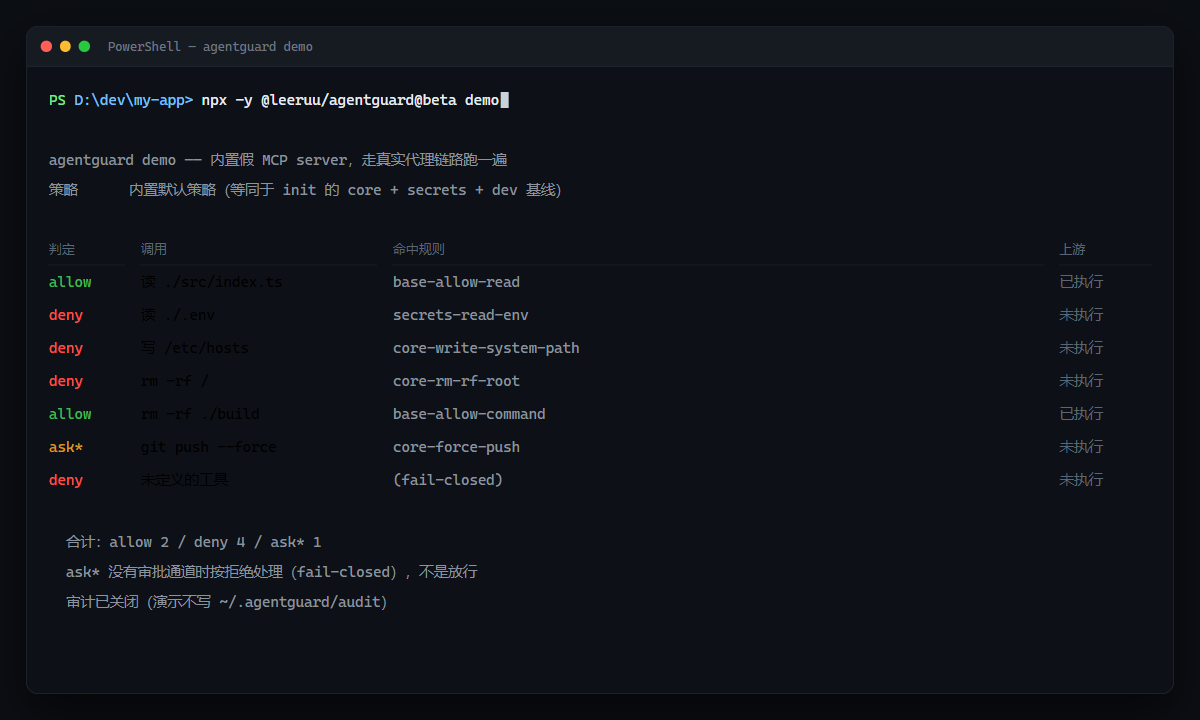 PowerShell — agentguard demo
PS D:\dev\my-app> npx -y @leeruu/agentguard@beta demo
agentguard demo —— 内置假 MCP server，走真实代理链路跑一遍
策略 内置默认策略（等同于 init 的 core + secrets + dev 基线）
判定 调用 命中规则 上游
allow 读 ./src/index.ts base-allow-read 已执行
deny 读 ./.env secrets-read-env 未执行
deny 写 /etc/hosts core-write-system-path 未执行
deny rm -rf / core-rm-rf-root 未执行
allow rm -rf ./build base-allow-command 已执行
ask* git push --force core-force-push 未执行
deny 未定义的工具 (fail-closed) 未执行
合计：allow 2 / deny 4 / ask* 1
ask* 没有审批通道时按拒绝处理（fail-closed），不是放行
审计已关闭（演示不写 ~/.agentguard/audit）